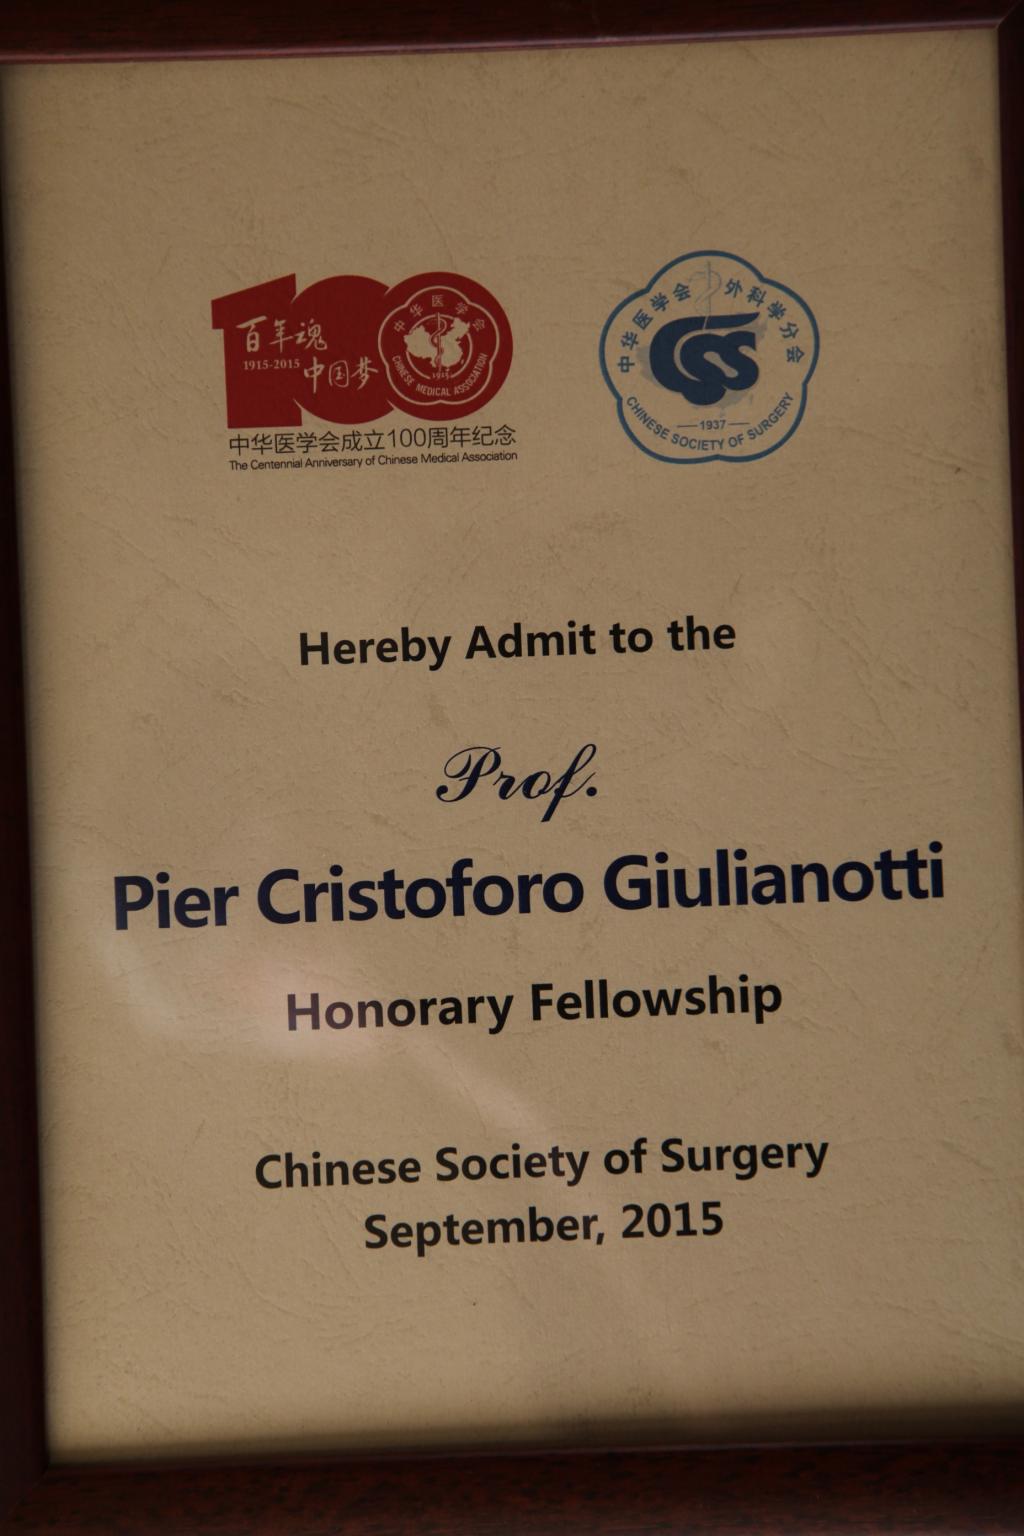 百年魂
1915-2015 中国梦
中华医学会
CHINESE MEDICAL ASSOCIATION
1915
中华医学会成立100周年纪念
The Centennial Anniversary of Chinese Medical Association
中华医学会 外科学分会
CSS
1937
CHINESE SOCIETY OF SURGERY
Hereby Admit to the
Prof.
Pier Cristoforo Giulianotti
Honorary Fellowship
Chinese Society of Surgery
September, 2015